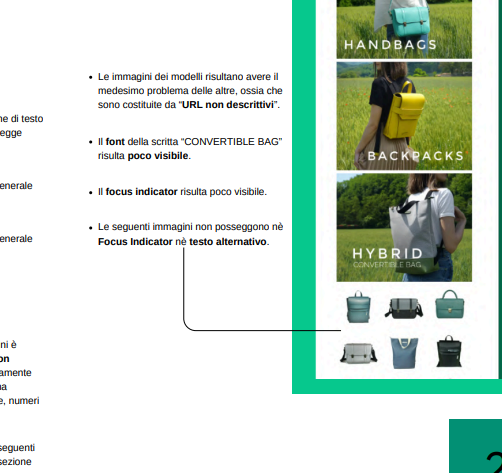 ne di testo
egge
enerale
enerale
ni è
on
amente
na
e, numeri
seguenti
sezione
• Le immagini dei modelli risultano avere il
medesimo problema delle altre, ossia che
sono costituite da “URL non descrittivi”.
• Il font della scritta “CONVERTIBLE BAG”
risulta poco visibile.
• Il focus indicator risulta poco visibile.
• Le seguenti immagini non posseggono nè
Focus Indicator nè testo alternativo.
HANDBAGS
BACKPACKS
HYBRID
CONVERTIBLE BAG
2